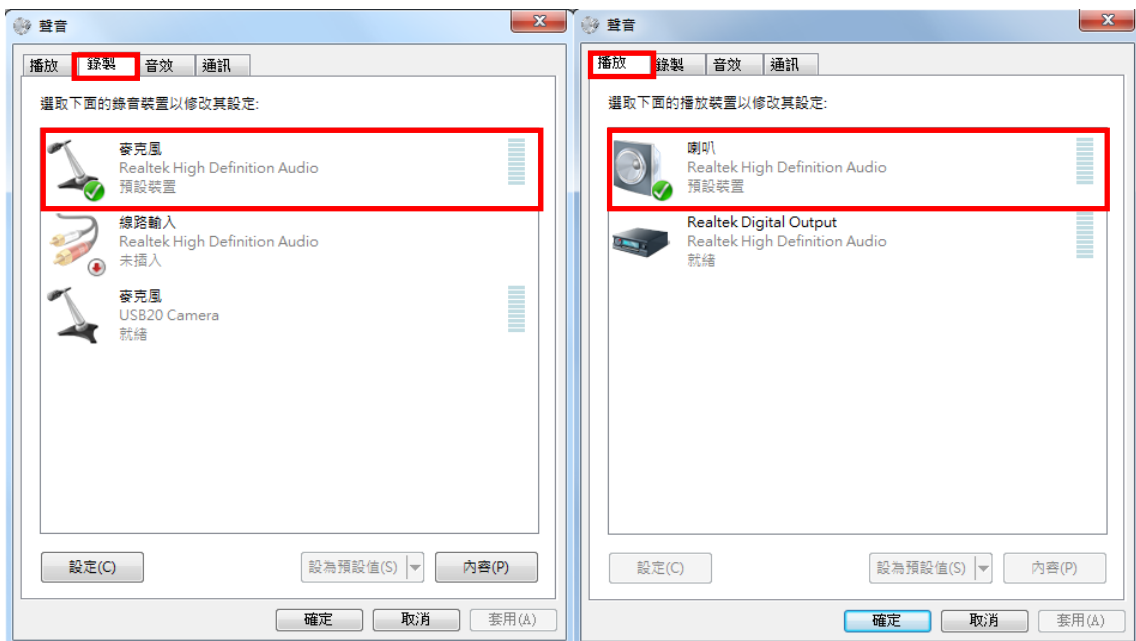 聲音
播放 錄製 音效 通訊
選取下面的錄音裝置以修改其設定:
麥克風
Realtek High Definition Audio
預設裝置
線路輸入
Realtek High Definition Audio
未插入
麥克風
USB20 Camera
就緒
設定(C) 設為預設值(S) 內容(P)
確定 取消 套用(A)
聲音
播放 錄製 音效 通訊
選取下面的播放裝置以修改其設定:
喇叭
Realtek High Definition Audio
預設裝置
Realtek Digital Output
Realtek High Definition Audio
就緒
設定(C) 設為預設值(S) 內容(P)
確定 取消 套用(A)